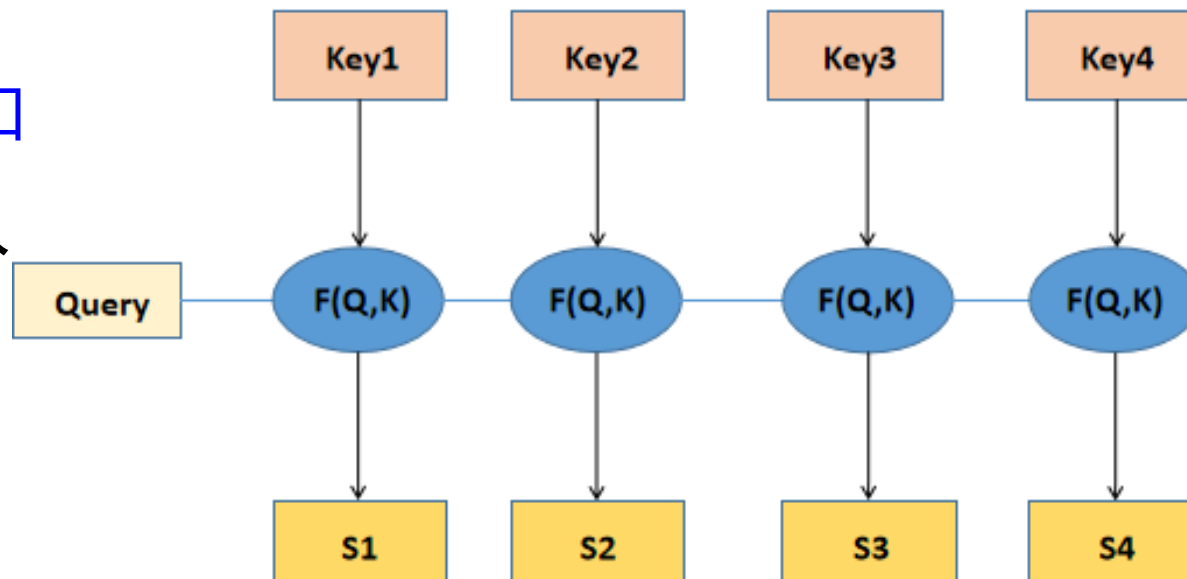 Key1 Key2 Key3 Key4
Query F(Q,K) F(Q,K) F(Q,K) F(Q,K)
S1 S2 S3 S4